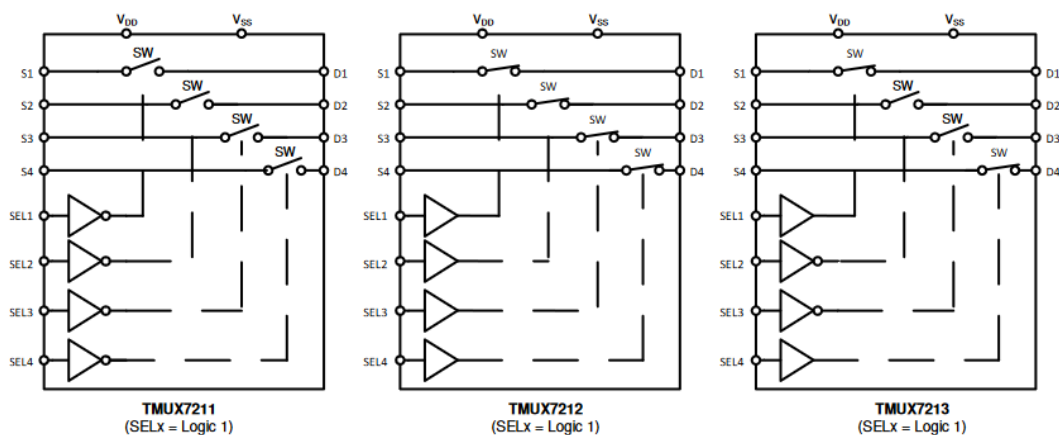 VDD VSS
SW
S1 D1
SW
S2 D2
SW
S3 D3
SW
S4 D4
SEL1
SEL2
SEL3
SEL4
TMUX7211
(SELx = Logic 1)
VDD VSS
SW
S1 D1
SW
S2 D2
SW
S3 D3
SW
S4 D4
SEL1
SEL2
SEL3
SEL4
TMUX7212
(SELx = Logic 1)
VDD VSS
SW
S1 D1
SW
S2 D2
SW
S3 D3
SW
S4 D4
SEL1
SEL2
SEL3
SEL4
TMUX7213
(SELx = Logic 1)